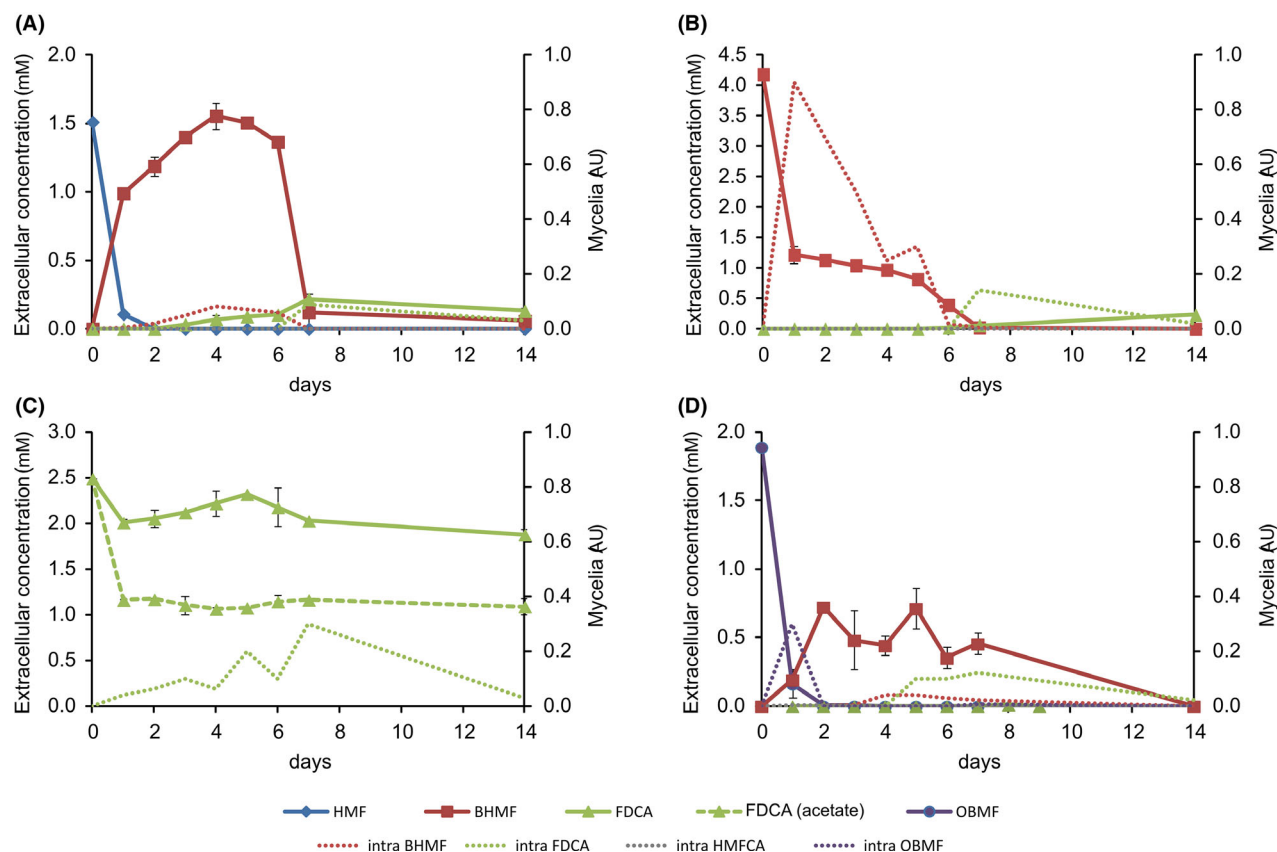 (A)
Extracellular concentration (mM)
2.0
1.5
1.0
0.5
0.0
1.0
0.8
0.6
0.4
0.2
0.0
Mycelia (AU)
0 2 4 6 8 10 12 14
days
(B)
Extracellular concentration (mM)
4.5
4.0
3.5
3.0
2.5
2.0
1.5
1.0
0.5
0.0
1.0
0.8
0.6
0.4
0.2
0.0
Mycelia (AU)
0 2 4 6 8 10 12 14
days
(C)
Extracellular concentration (mM)
3.0
2.5
2.0
1.5
1.0
0.5
0.0
1.0
0.8
0.6
0.4
0.2
0.0
Mycelia (AU)
0 2 4 6 8 10 12 14
days
(D)
Extracellular concentration (mM)
2.0
1.5
1.0
0.5
0.0
1.0
0.8
0.6
0.4
0.2
0.0
Mycelia (AU)
0 2 4 6 8 10 12 14
days
HMF BHMF FDCA FDCA (acetate) OBMF
intra BHMF intra FDCA intra HMFCA intra OBMF